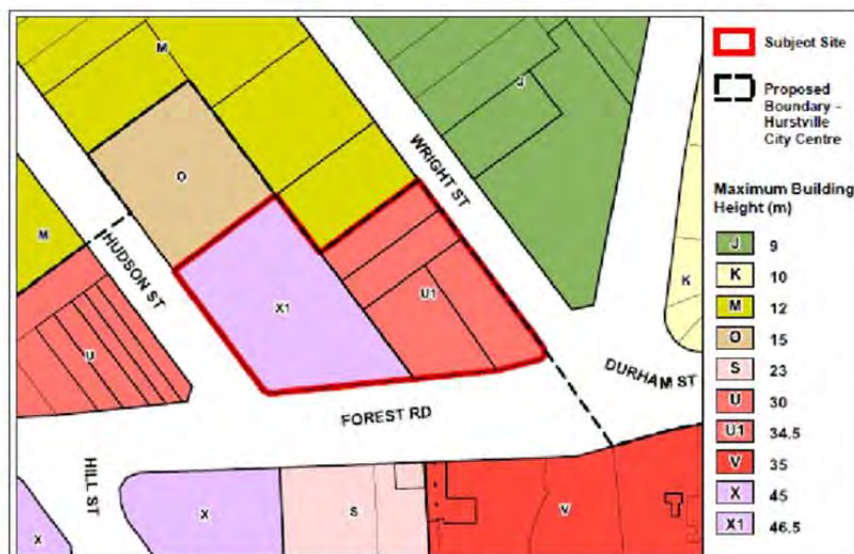 M
J
O
M
WRIGHT ST
HUDSON ST
X1
U1
U
K
DURHAM ST
FOREST RD
HILL ST
X
X
S
V
Subject Site
Proposed
Boundary –
Hurstville
City Centre
Maximum Building
Height (m)
J 9
K 10
M 12
O 15
S 23
U 30
U1 34.5
V 35
X 45
X1 46.5